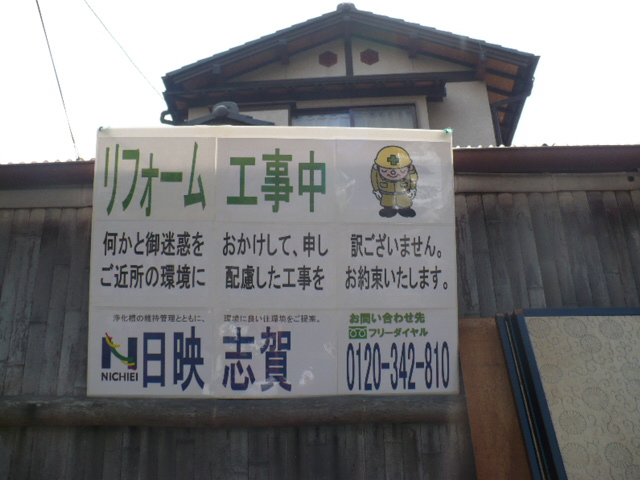 リフォーム 工事中
何かと御迷惑を おかけして、申し 訳ございません。
ご近所の環境に 配慮した工事を お約束いたします。
浄化槽の維持管理とともに、 環境に良い住環境をご提案。
NICHIEI 日映 志賀
お問い合わせ先
フリーダイヤル
0120-342-810